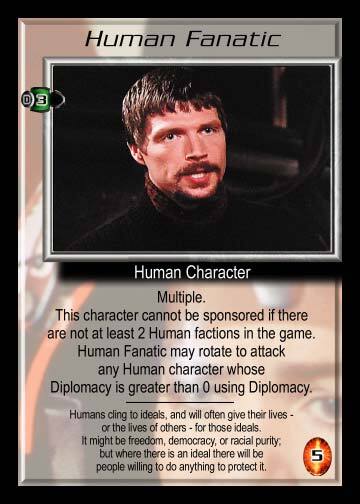 Human Fanatic
3
Human Character
Multiple.
This character cannot be sponsored if there
are not at least 2 Human factions in the game.
Human Fanatic may rotate to attack
any Human character whose
Diplomacy is greater than 0 using Diplomacy.
Humans cling to ideals, and will often give their lives -
or the lives of others - for those ideals.
It might be freedom, democracy, or racial purity;
but where there is an ideal there will be
people willing to do anything to protect it.
5